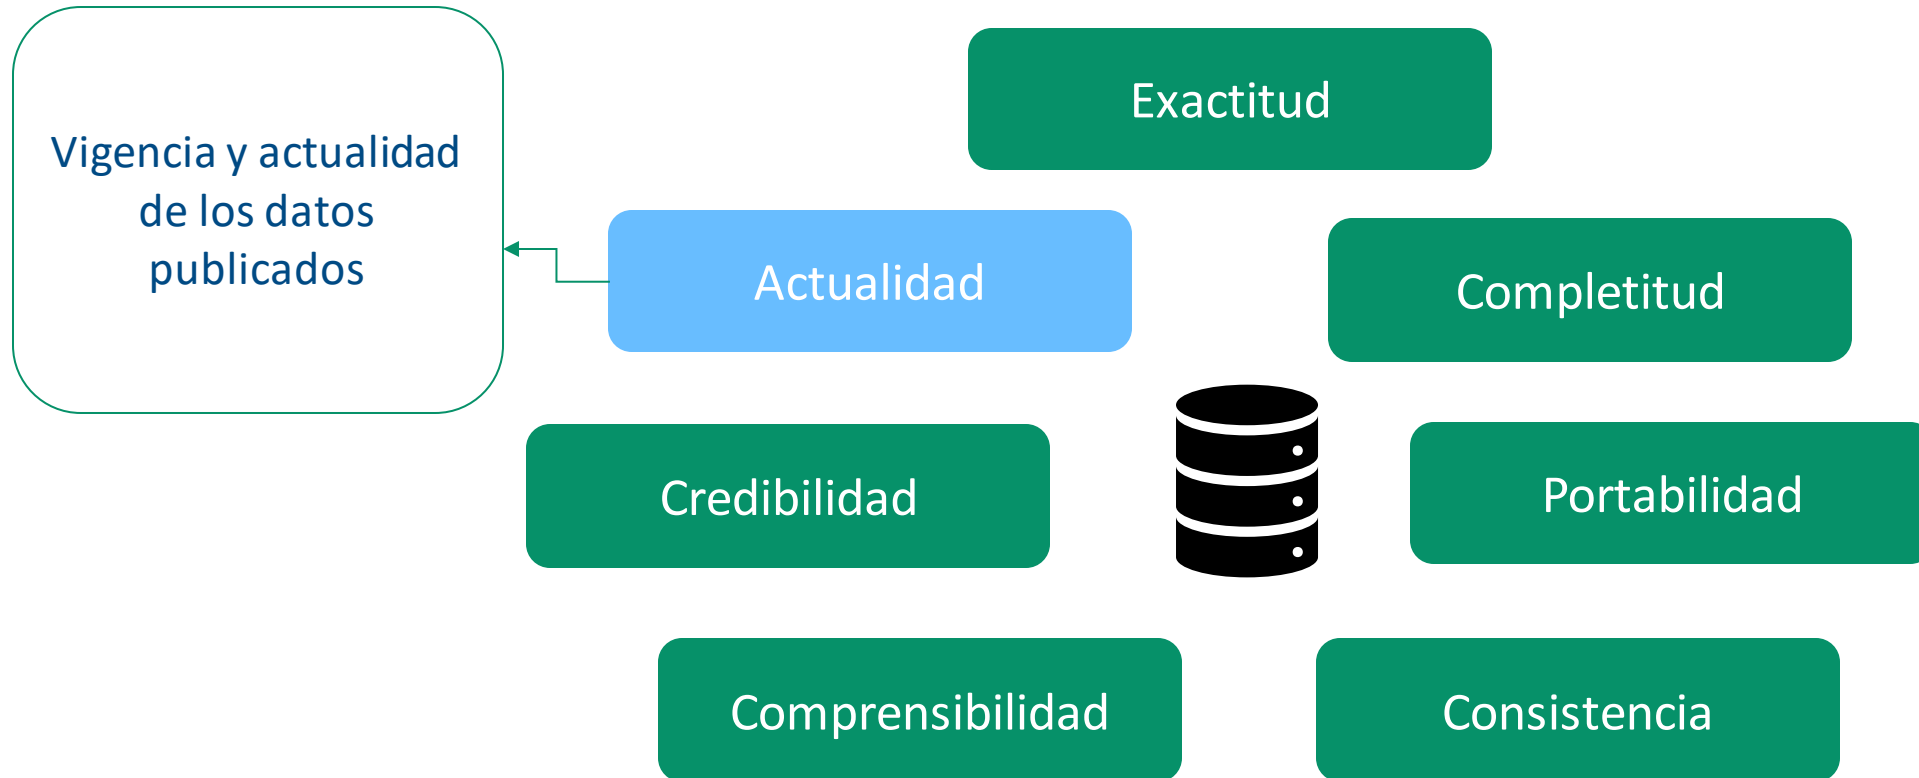 Vigencia y actualidad
de los datos
publicados
Exactitud
Actualidad
Completitud
Credibilidad
Portabilidad
Comprensibilidad
Consistencia